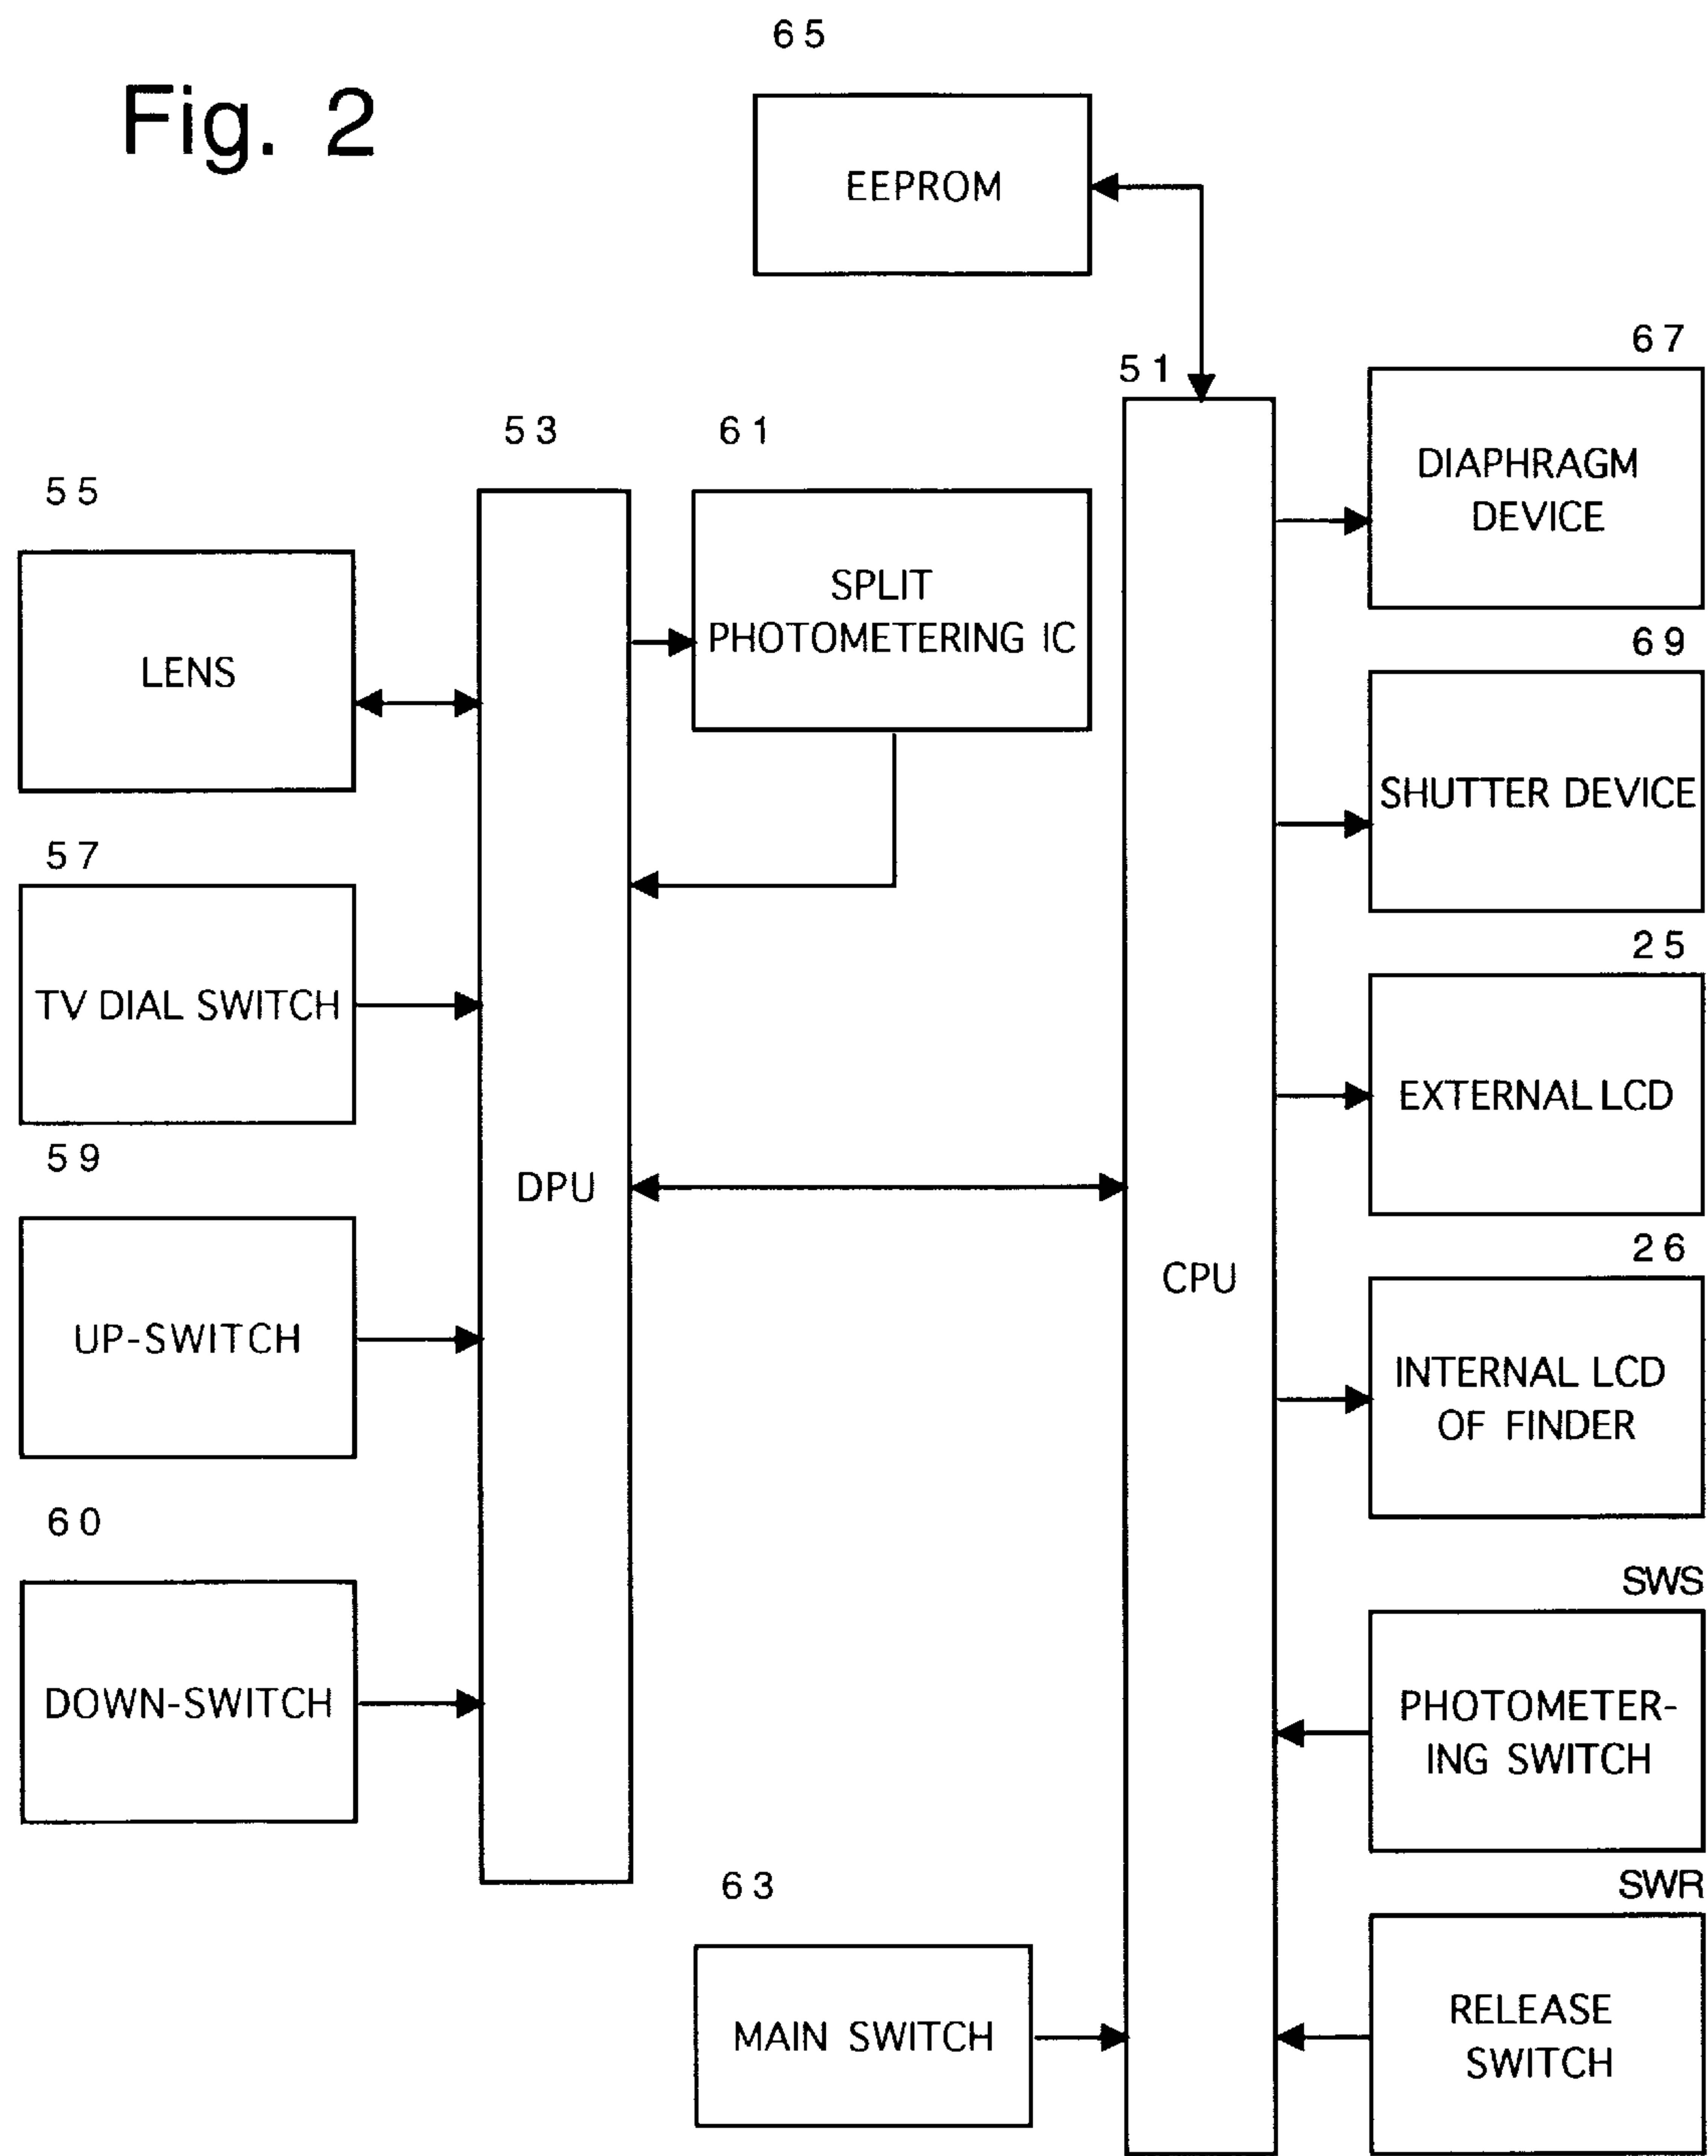 Fig. 2
65
EEPROM
67
DIAPHRAGM
DEVICE
51
53
61
55
SPLIT
PHOTOMETERING IC
LENS
69
SHUTTER DEVICE
57
TV DIAL SWITCH
25
EXTERNAL LCD
59
DPU
CPU
UP-SWITCH
26
INTERNAL LCD
OF FINDER
60
DOWN-SWITCH
SWS
PHOTOMETER-
ING SWITCH
63
MAIN SWITCH
SWR
RELEASE
SWITCH